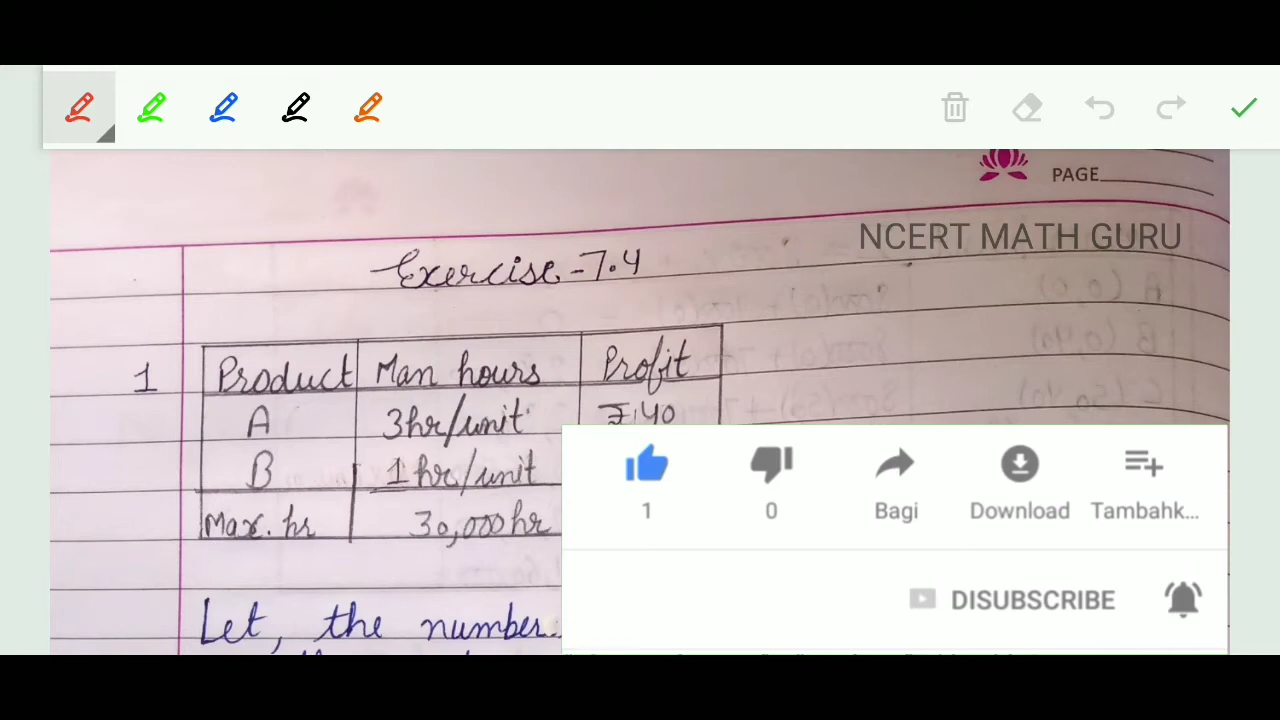 PAGE
NCERT MATH GURU
Exercise-7.4
1
Product Man hours Profit
A 3hr/unit ₹40
B 1hr/unit
Max. hr 30,000hr
1 0 Bagi Download Tambahk...
DISUBSCRIBE
Let, the number